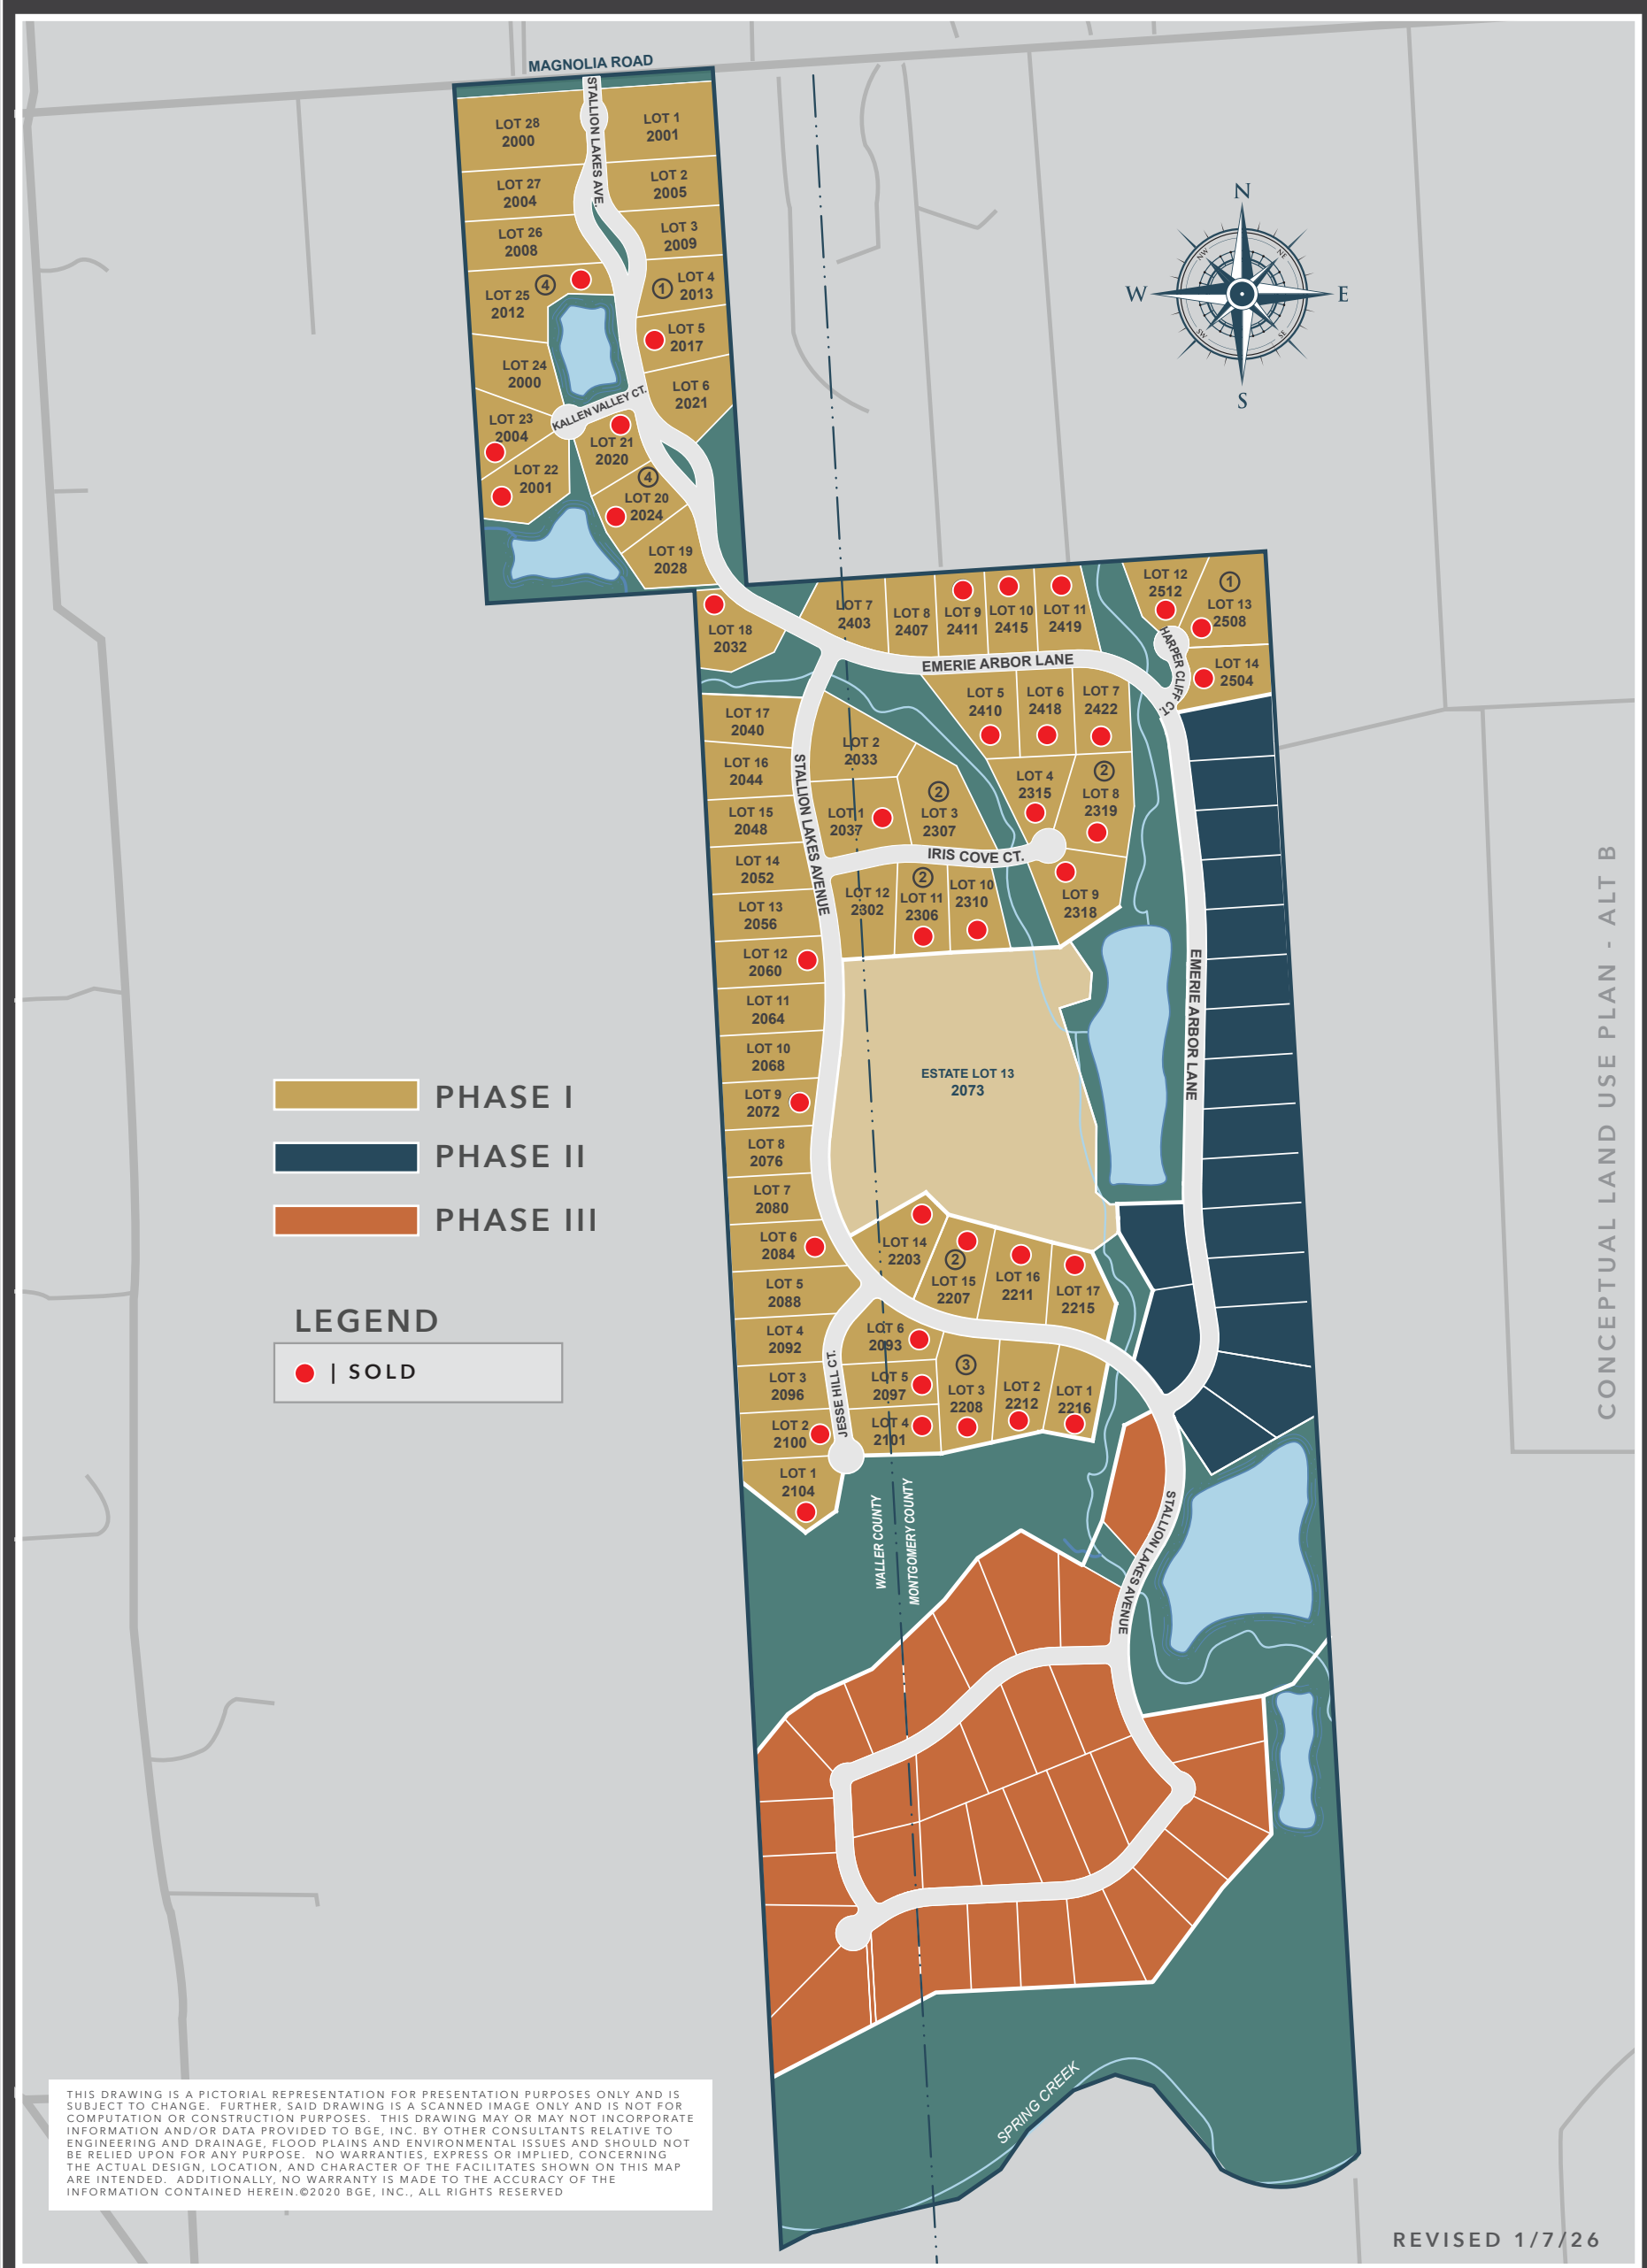 MAGNOLIA ROAD
STALLION LAKES AVE.
LOT 28
2000
LOT 1
2001
LOT 27
2004
LOT 2
2005
LOT 26
2008
LOT 3
2009
4
LOT 25
2012
1
LOT 4
2013
LOT 5
2017
LOT 24
2000
LOT 6
2021
KALLEN VALLEY CT.
LOT 23
2004
LOT 21
2020
LOT 22
2001
4
LOT 20
2024
LOT 19
2028
LOT 18
2032
N
NW
NE
W
E
SW
SE
S
LOT 7
2403
LOT 8
2407
LOT 9
2411
LOT 10
2415
LOT 11
2419
LOT 12
2512
1
LOT 13
2508
HARPER CLIFF CT.
LOT 14
2504
EMERIE ARBOR LANE
LOT 5
2410
LOT 6
2418
LOT 7
2422
LOT 17
2040
LOT 2
2033
LOT 16
2044
STALLION LAKES AVENUE
LOT 4
2315
2
LOT 8
2319
2
LOT 3
2307
LOT 15
2048
LOT 1
2037
IRIS COVE CT.
LOT 14
2052
LOT 12
2302
2
LOT 11
2306
LOT 10
2310
LOT 9
2318
LOT 13
2056
LOT 12
2060
LOT 11
2064
EMERIE ARBOR LANE
LOT 10
2068
ESTATE LOT 13
2073
LOT 9
2072
LOT 8
2076
LOT 7
2080
LOT 6
2084
LOT 14
2203
2
LOT 15
2207
LOT 16
2211
LOT 17
2215
LOT 5
2088
LOT 4
2092
LOT 6
2093
LOT 3
2096
LOT 5
2097
3
LOT 3
2208
LOT 2
2212
LOT 1
2216
JESSE HILL CT.
LOT 2
2100
LOT 4
2101
LOT 1
2104
WALLER COUNTY
MONTGOMERY COUNTY
STALLION LAKES AVENUE
SPRING CREEK
PHASE I
PHASE II
PHASE III
LEGEND
| SOLD
CONCEPTUAL LAND USE PLAN - ALT B
THIS DRAWING IS A PICTORIAL REPRESENTATION FOR PRESENTATION PURPOSES ONLY AND IS
SUBJECT TO CHANGE. FURTHER, SAID DRAWING IS A SCANNED IMAGE ONLY AND IS NOT FOR
COMPUTATION OR CONSTRUCTION PURPOSES. THIS DRAWING MAY OR MAY NOT INCORPORATE
INFORMATION AND/OR DATA PROVIDED TO BGE, INC. BY OTHER CONSULTANTS RELATIVE TO
ENGINEERING AND DRAINAGE, FLOOD PLAINS AND ENVIRONMENTAL ISSUES AND SHOULD NOT
BE RELIED UPON FOR ANY PURPOSE. NO WARRANTIES, EXPRESS OR IMPLIED, CONCERNING
THE ACTUAL DESIGN, LOCATION, AND CHARACTER OF THE FACILITATES SHOWN ON THIS MAP
ARE INTENDED. ADDITIONALLY, NO WARRANTY IS MADE TO THE ACCURACY OF THE
INFORMATION CONTAINED HEREIN.©2020 BGE, INC., ALL RIGHTS RESERVED
REVISED 1/7/26